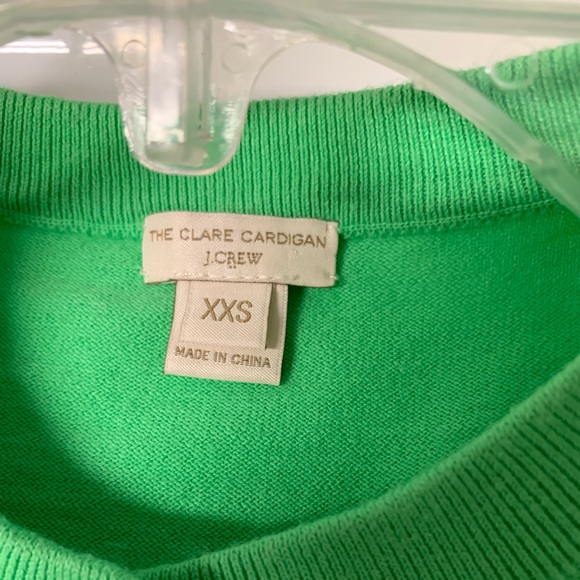 THE CLARE CARDIGAN
J.CREW
XXS
MADE IN CHINA